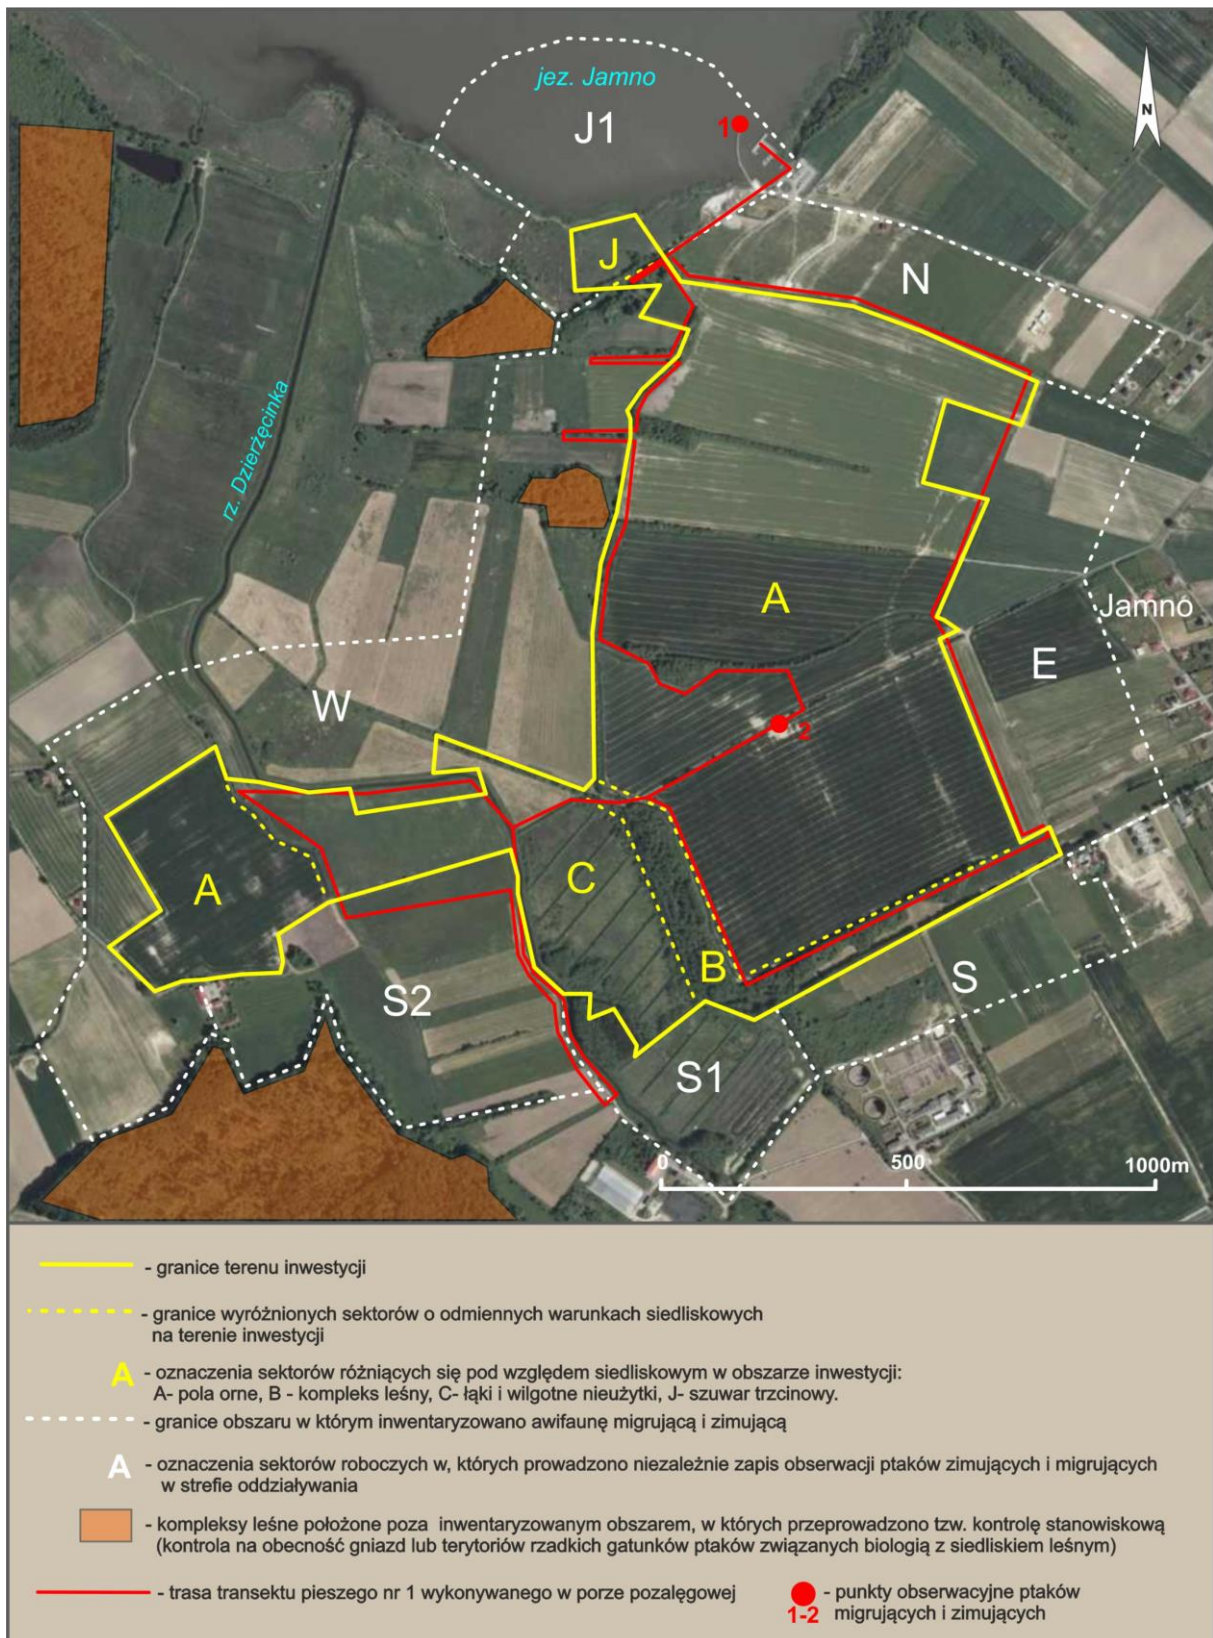 jez. Jamno
J1
1
N
J
N
rz. Dzierżęcinka
A
Jamno
E
W
2
A
C
B
S
S2
S1
0 500 1000m
- granice terenu inwestycji
- granice wyróżnionych sektorów o odmiennych warunkach siedliskowych
na terenie inwestycji
A - oznaczenia sektorów różniących się pod względem siedliskowym w obszarze inwestycji:
A- pola orne, B - kompleks leśny, C- łąki i wilgotne nieużytki, J- szuwar trzcinowy.
- granice obszaru w którym inwentaryzowano awifaunę migrującą i zimującą
A - oznaczenia sektorów roboczych w, których prowadzono niezależnie zapis obserwacji ptaków zimujących i migrujących
w strefie oddziaływania
- kompleksy leśne położone poza inwentaryzowanym obszarem, w których przeprowadzono tzw. kontrolę stanowiskową
(kontrola na obecność gniazd lub terytoriów rzadkich gatunków ptaków związanych biologią z siedliskiem leśnym)
- trasa transektu pieszego nr 1 wykonywanego w porze pozalęgowej
- punkty obserwacyjne ptaków
1-2 migrujących i zimujących